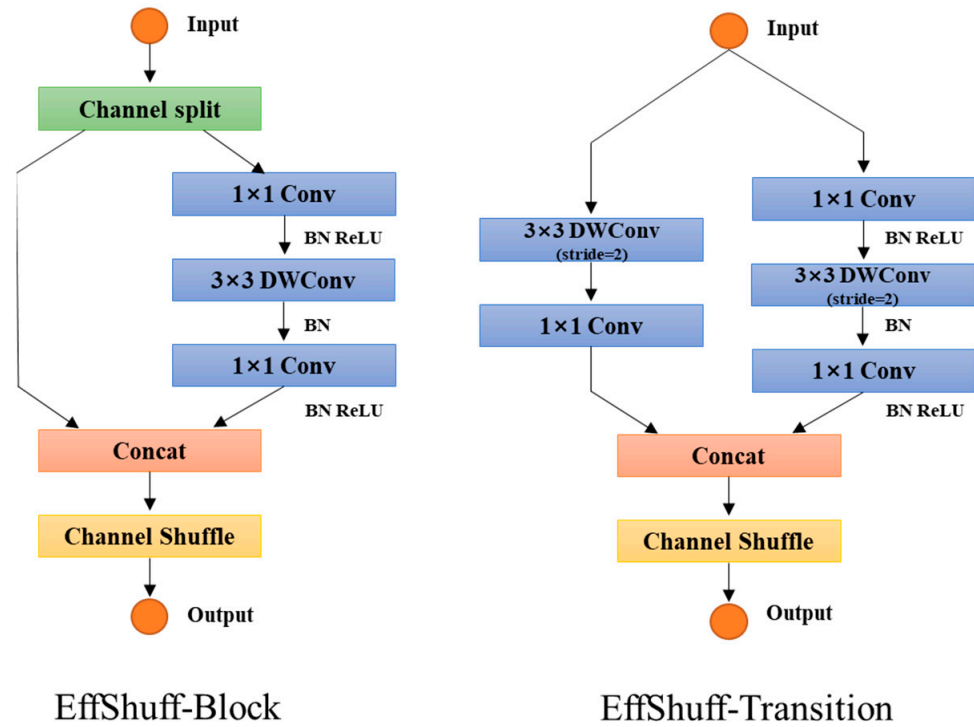 Input
Channel split
1×1 Conv
BN ReLU
3×3 DWConv
BN
1×1 Conv
BN ReLU
Concat
Channel Shuffle
Output
EffShuff-Block
Input
3×3 DWConv
(stride=2)
1×1 Conv
1×1 Conv
BN ReLU
3×3 DWConv
(stride=2)
BN
1×1 Conv
BN ReLU
Concat
Channel Shuffle
Output
EffShuff-Transition